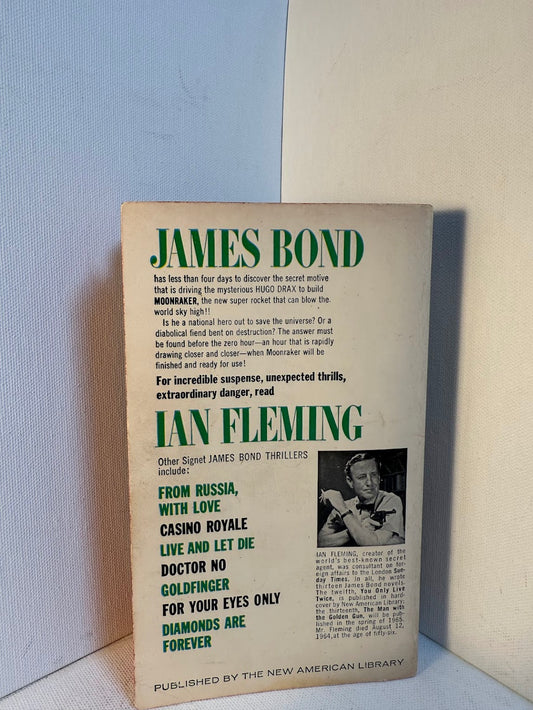 JAMES BOND
has less than four days to discover the secret motive
that is driving the mysterious HUGO DRAX to build
MOONRAKER, the new super rocket that can blow the
world sky high!!
Is he a national hero out to save the universe? Or a
diabolical fiend bent on destruction? The answer must
be found before the zero hour—an hour that is rapidly
drawing closer and closer—when Moonraker will be
finished and ready for use!
For incredible suspense, unexpected thrills,
extraordinary danger, read
IAN FLEMING
Other Signet JAMES BOND THRILLERS
include:
FROM RUSSIA,
WITH LOVE
CASINO ROYALE
LIVE AND LET DIE
DOCTOR NO
GOLDFINGER
FOR YOUR EYES ONLY
DIAMONDS ARE
FOREVER
IAN FLEMING, creator of the
world's best-known secret
agent, was consultant on for-
eign affairs to the London Sun-
day Times. In all, he wrote
thirteen James Bond novels.
The twelfth, You Only Live
Twice, is published in hard-
cover by New American Library;
the thirteenth, The Man with
the Golden Gun, will be pub-
lished in the spring of 1965.
Mr. Fleming died August 12,
1964, at the age of fifty-six.
PUBLISHED BY THE NEW AMERICAN LIBRARY